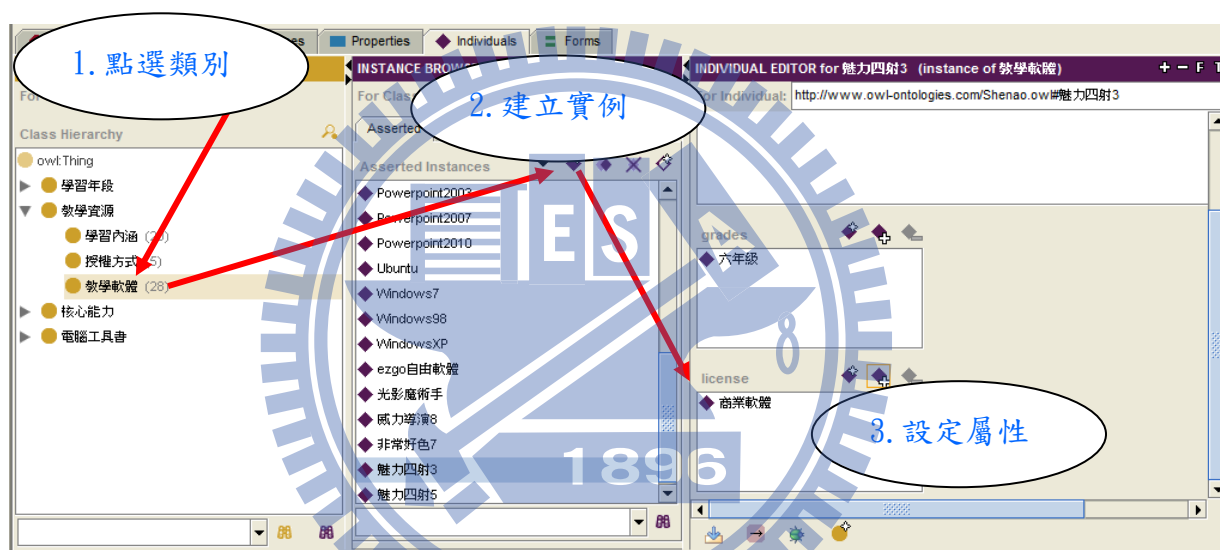 1.點選類別
2.建立實例
3.設定屬性
Properties
Individuals
Forms
Class Hierarchy
owl:Thing
學習年段
教學資源
學習內涵
授權方式
教學軟體 (28)
核心能力
電腦工具書
INSTANCE BROW
For Clas
Asserted
Asserted Instances
Powerpoint2003
Powerpoint2007
Powerpoint2010
Ubuntu
Windows7
Windows98
WindowsXP
ezgo自由軟體
光影魔術手
威力導演8
非常好色7
魅力四射3
魅力四射5
INDIVIDUAL EDITOR for 魅力四射3 (instance of 教學軟體)
+ − F T
For Individual: http://www.owl-ontologies.com/Shenao.owl#魅力四射3
grades
六年級
license
商業軟體
ES
A
8
1896